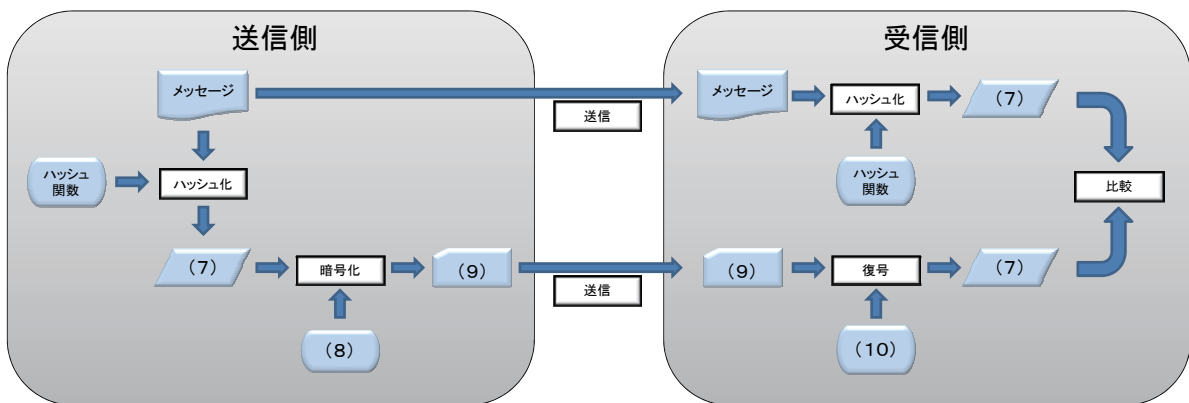 送信側
受信側
メッセージ
送信
メッセージ
ハッシュ化
（7）
ハッシュ
関数
ハッシュ化
ハッシュ
関数
比較
（7）
暗号化
（9）
送信
（9）
復号
（7）
（8）
（10）